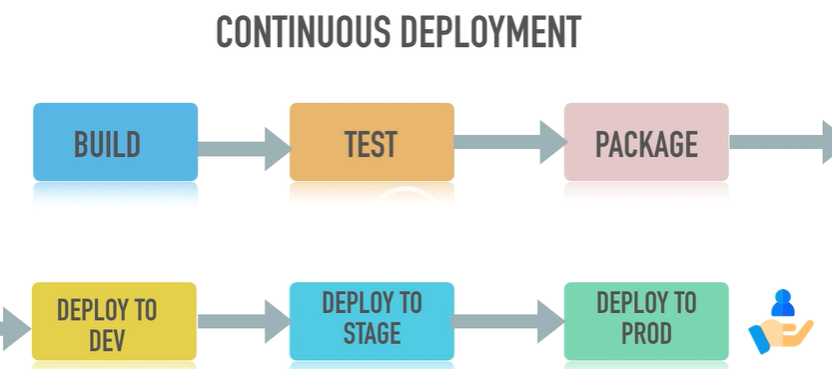 CONTINUOUS DEPLOYMENT
BUILD
TEST
PACKAGE
DEPLOY TO
DEV
DEPLOY TO
STAGE
DEPLOY TO
PROD